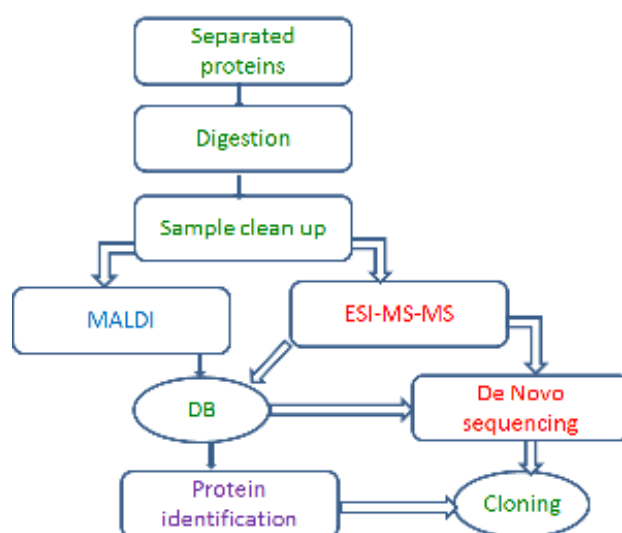 Separated
proteins
Digestion
Sample clean up
MALDI
ESI-MS-MS
DB
De Novo
sequencing
Protein
identification
Cloning